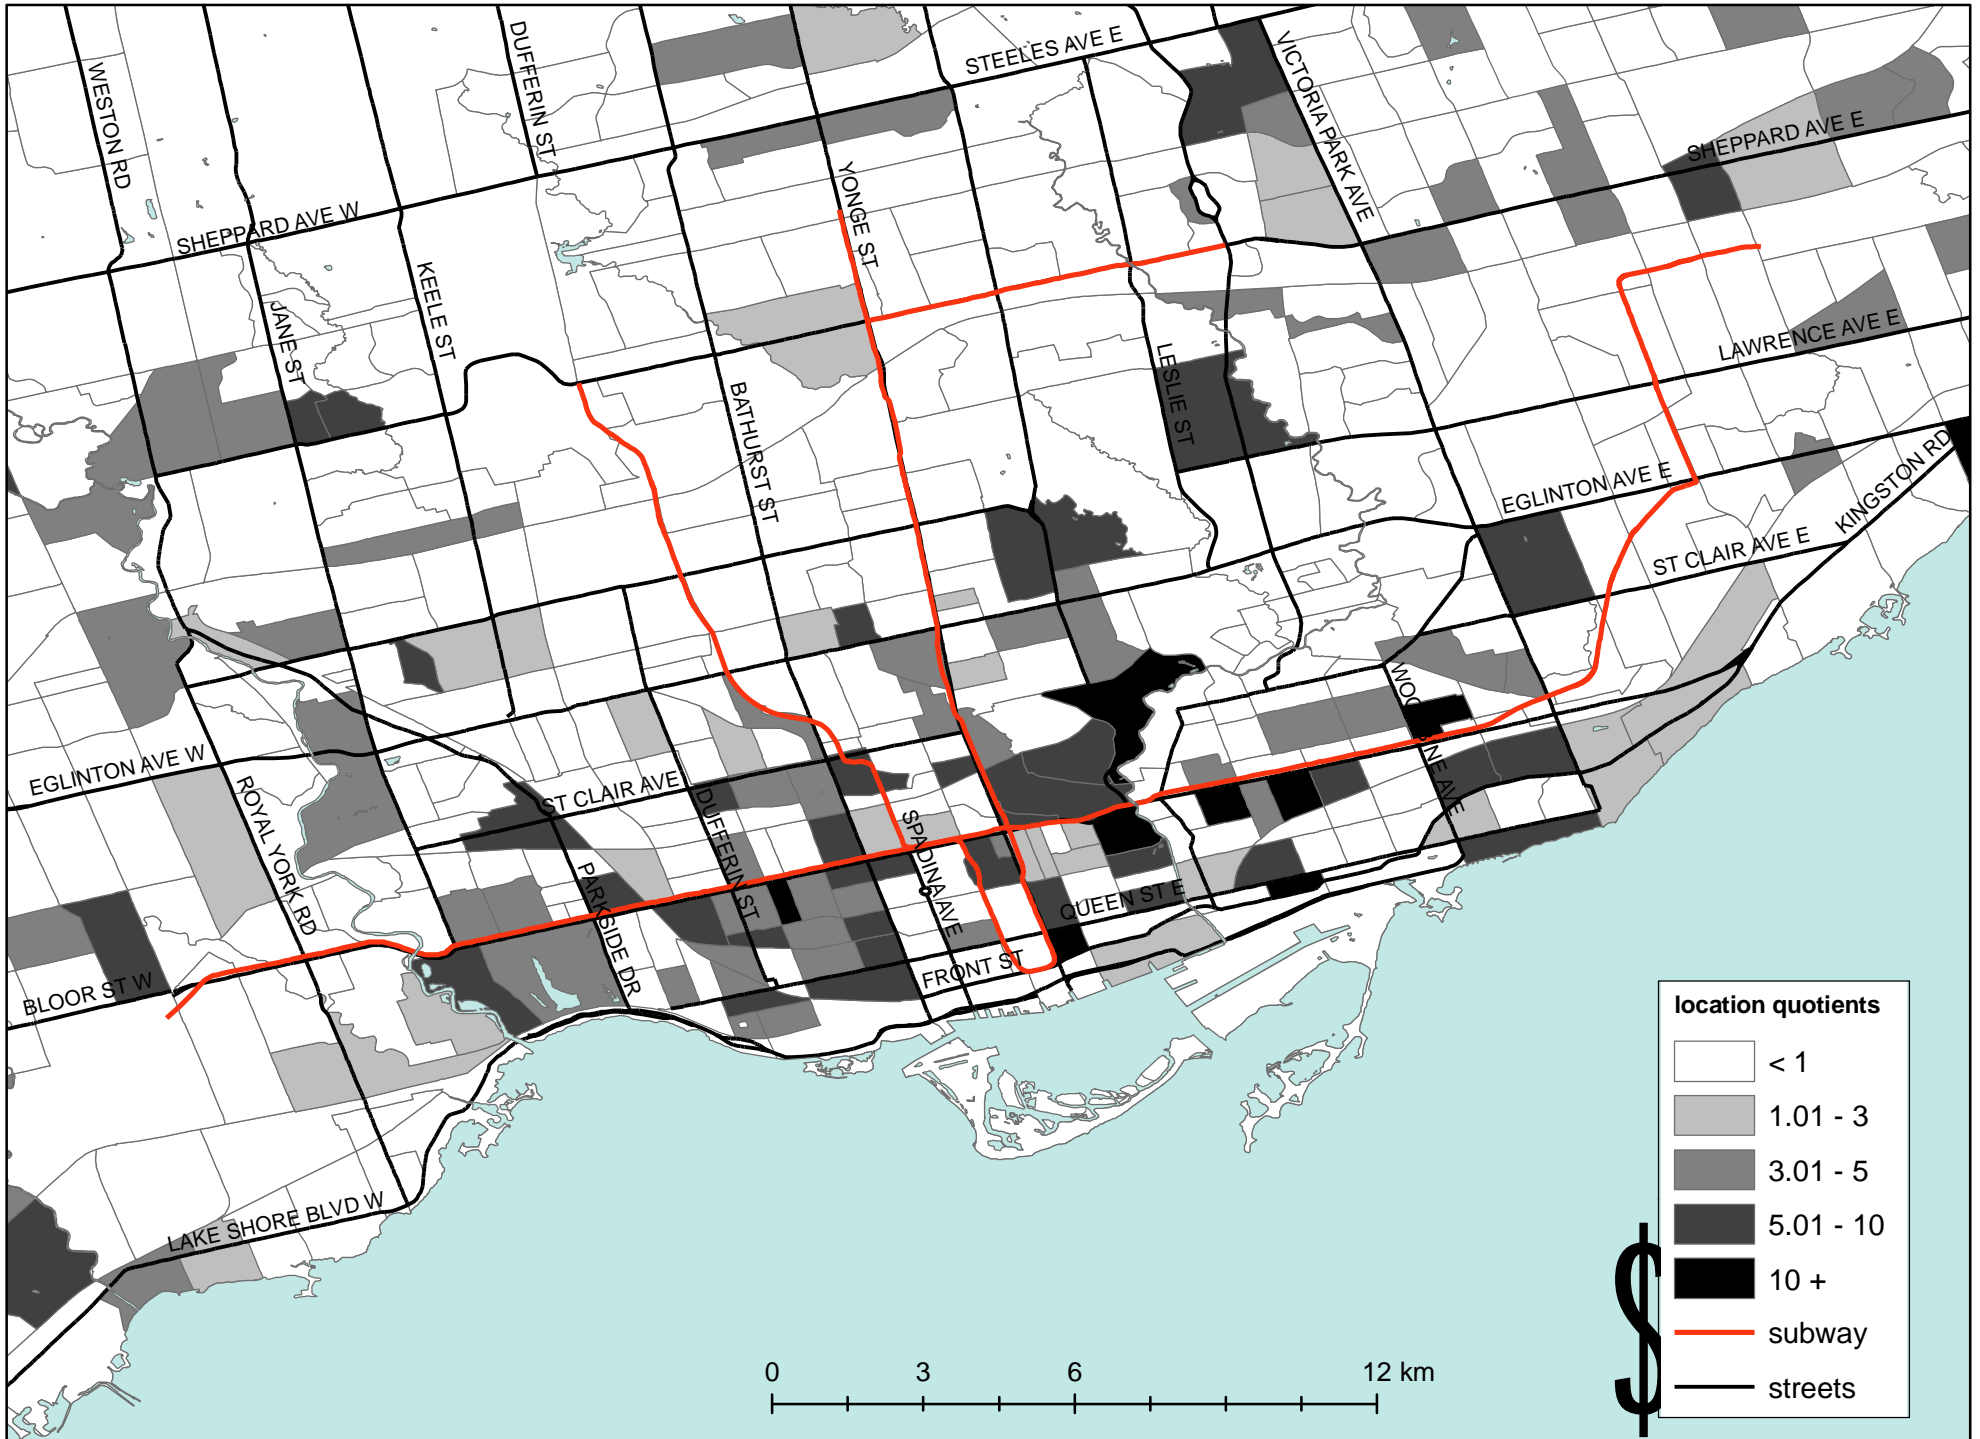 STEELES AVE E
DUFFERIN ST
VICTORIA PARK AVE
WESTON RD
SHEPPARD AVE E
YONGE ST
SHEPPARD AVE W
KEELE ST
JANE ST
LAWRENCE AVE E
LESLIE ST
BATHURST ST
KINGSTON RD
EGLINTON AVE E
ST CLAIR AVE E
EGLINTON AVE W
ROYAL YORK RD
ST CLAIR AVE
DUFFERIN ST
SPADINA AVE
PARKSIDE DR
QUEEN ST E
BLOOR ST W
FRONT ST
LAKE SHORE BLVD W
location quotients
< 1
1.01 - 3
3.01 - 5
5.01 - 10
10 +
subway
streets
$
0 3 6 12 km